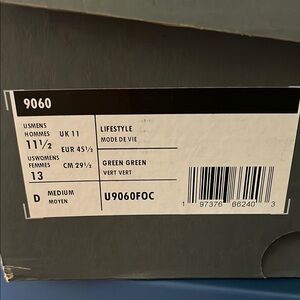 9060
USMENS
HOMMES
11½
UK 11
EUR 45½
USWOMENS
FEMMES
13
CM 29½
D
MEDIUM
MOYEN
LIFESTYLE
MODE DE VIE
GREEN GREEN
VERT VERT
U9060FOC
1 97376 66240 3